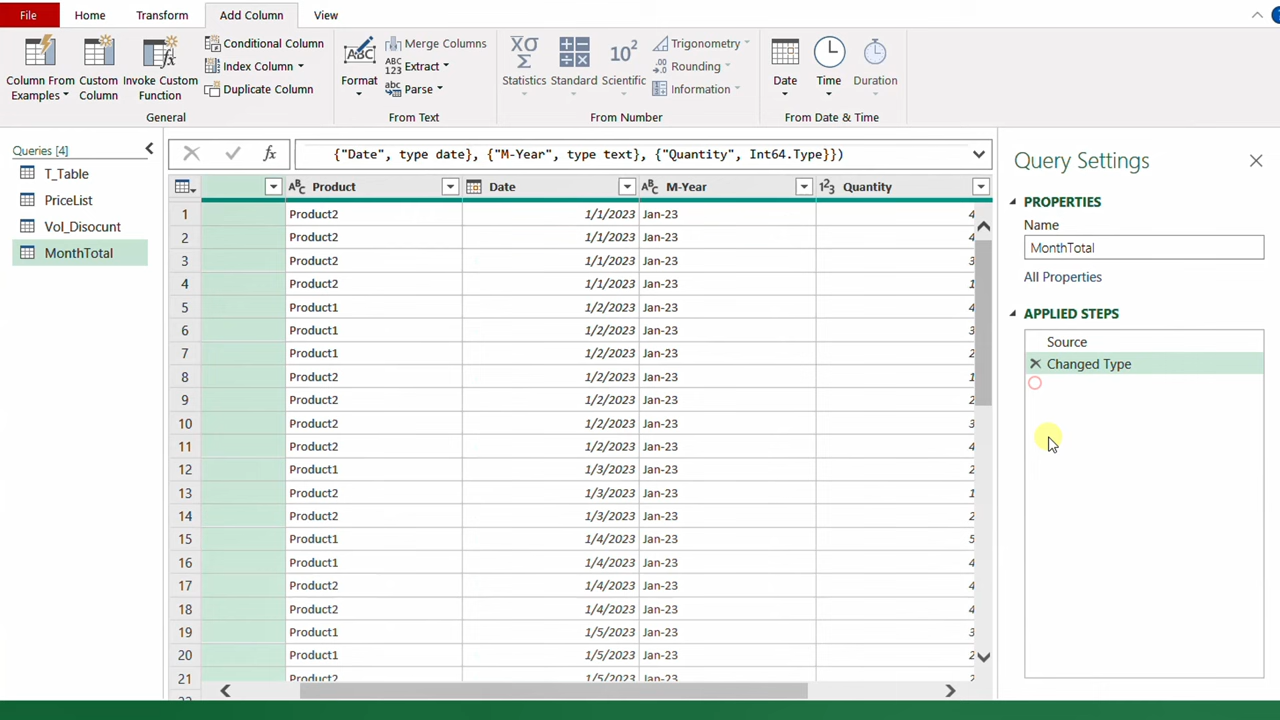 File Home Transform Add Column View
Column From Examples
Custom Column
Invoke Custom Function
Conditional Column
Index Column
Duplicate Column
General
Format
Merge Columns
Extract
Parse
From Text
Statistics
Standard
Scientific
Trigonometry
Rounding
Information
From Number
Date
Time
Duration
From Date & Time
Queries [4]
T_Table
PriceList
Vol_Disocunt
MonthTotal
fx {"Date", type date}, {"M-Year", type text}, {"Quantity", Int64.Type}})
Product Date M-Year Quantity
1 Product2 1/1/2023 Jan-23 4
2 Product2 1/1/2023 Jan-23 4
3 Product2 1/1/2023 Jan-23 3
4 Product2 1/1/2023 Jan-23 1
5 Product1 1/2/2023 Jan-23 4
6 Product1 1/2/2023 Jan-23 3
7 Product1 1/2/2023 Jan-23 2
8 Product1 1/2/2023 Jan-23 1
9 Product2 1/2/2023 Jan-23 2
10 Product2 1/2/2023 Jan-23 3
11 Product2 1/2/2023 Jan-23 4
12 Product1 1/3/2023 Jan-23 2
13 Product2 1/3/2023 Jan-23 1
14 Product2 1/3/2023 Jan-23 2
15 Product1 1/4/2023 Jan-23 5
16 Product1 1/4/2023 Jan-23 4
17 Product2 1/4/2023 Jan-23 4
18 Product2 1/4/2023 Jan-23 4
19 Product1 1/5/2023 Jan-23 3
20 Product1 1/5/2023 Jan-23 2
21 Product2 1/5/2023 Jan-23 2
Query Settings
PROPERTIES
Name
MonthTotal
All Properties
APPLIED STEPS
Source
Changed Type